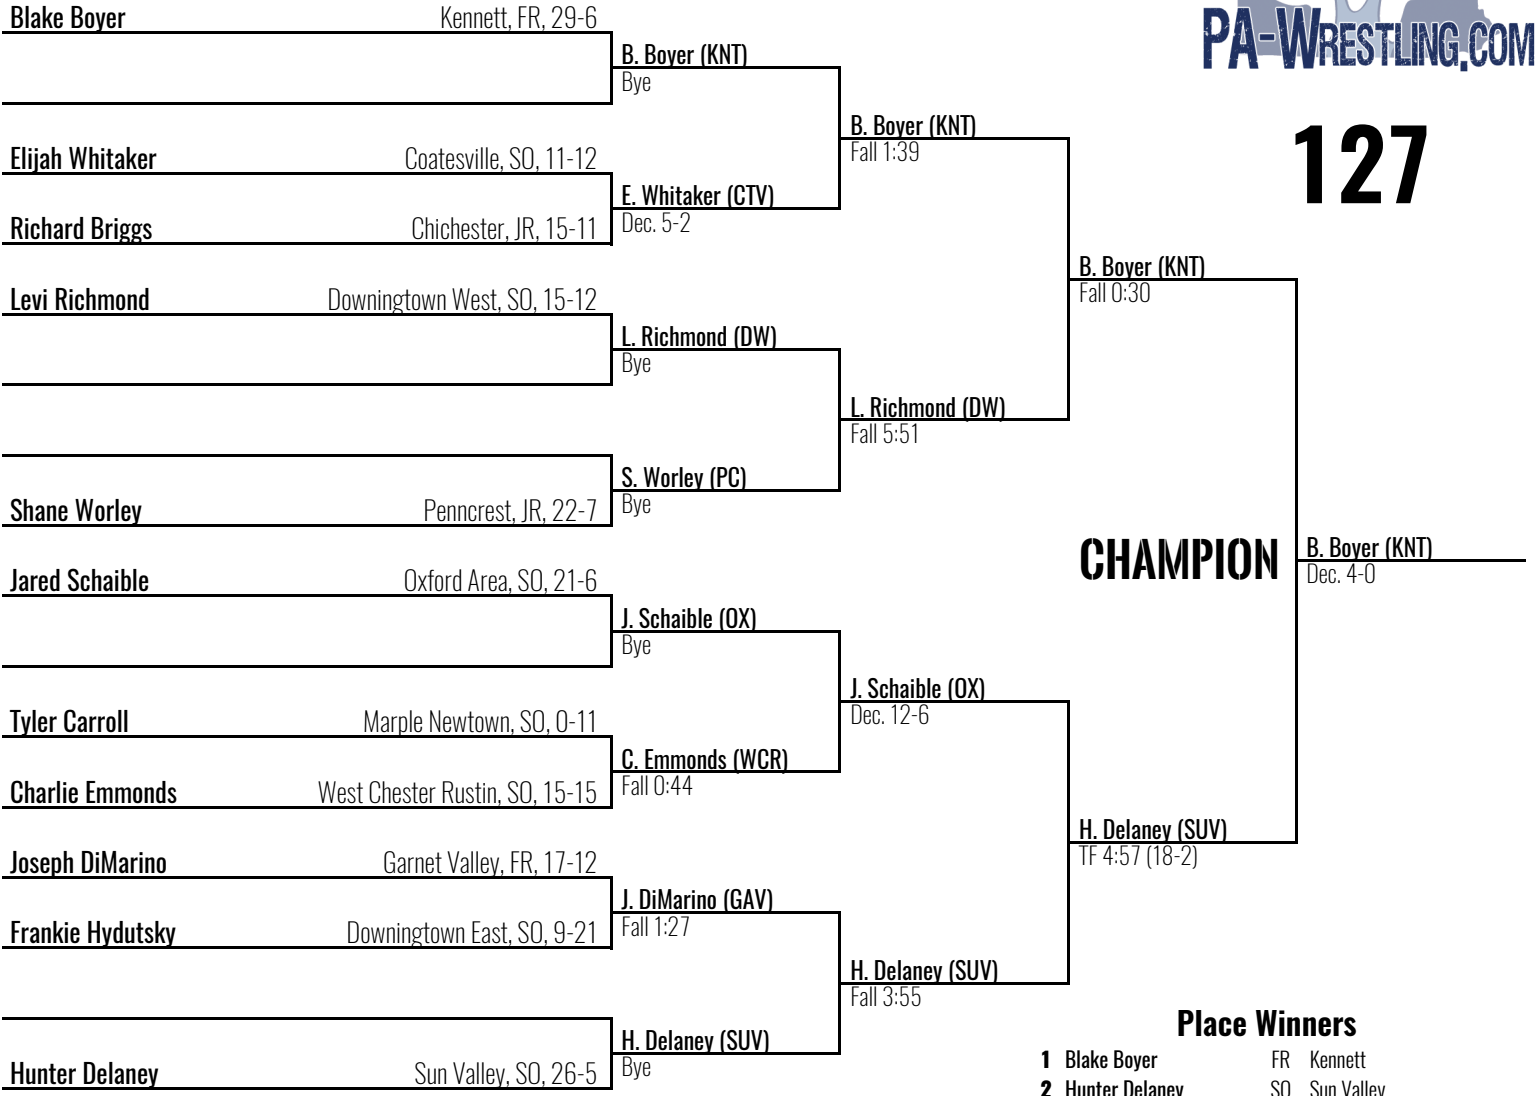 Blake Boyer Kennett, FR, 29-6
B. Boyer (KNT)
Bye
PA-WRESTLING.COM
127
B. Boyer (KNT)
Fall 1:39
Elijah Whitaker Coatesville, SO, 11-12
E. Whitaker (CTV)
Dec. 5-2
Richard Briggs Chichester, JR, 15-11
B. Boyer (KNT)
Fall 0:30
Levi Richmond Downingtown West, SO, 15-12
L. Richmond (DW)
Bye
L. Richmond (DW)
Fall 5:51
S. Worley (PC)
Bye
Shane Worley Penncrest, JR, 22-7
CHAMPION
B. Boyer (KNT)
Dec. 4-0
Jared Schaible Oxford Area, SO, 21-6
J. Schaible (OX)
Bye
J. Schaible (OX)
Dec. 12-6
Tyler Carroll Marple Newtown, SO, 0-11
C. Emmonds (WCR)
Fall 0:44
Charlie Emmonds West Chester Rustin, SO, 15-15
H. Delaney (SUV)
TF 4:57 (18-2)
Joseph DiMarino Garnet Valley, FR, 17-12
J. DiMarino (GAV)
Fall 1:27
Frankie Hydutsky Downingtown East, SO, 9-21
H. Delaney (SUV)
Fall 3:55
H. Delaney (SUV)
Bye
Hunter Delaney Sun Valley, SO, 26-5
Place Winners
1 Blake Boyer FR Kennett
2 Hunter Delaney SO Sun Valley